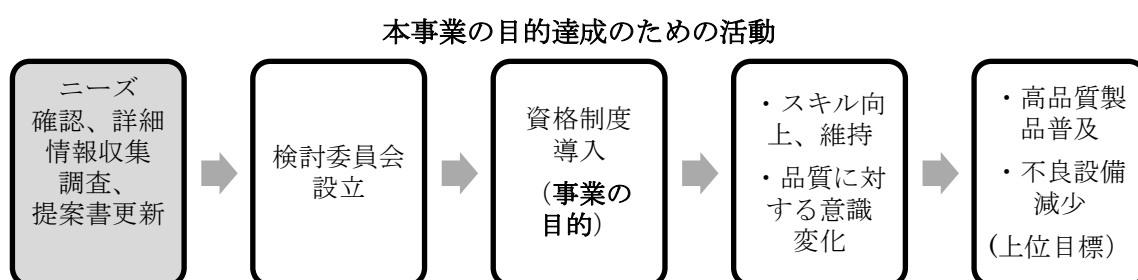 本事業の目的達成のための活動
ニーズ
確認、詳細
情報収集
調査、
提案書更新
検討委員会
設立
資格制度
導入
（事業の
目的）
・スキル向
上、維持
・品質に対
する意識
変化
・高品質製
品普及
・不良設備
減少
(上位目標）